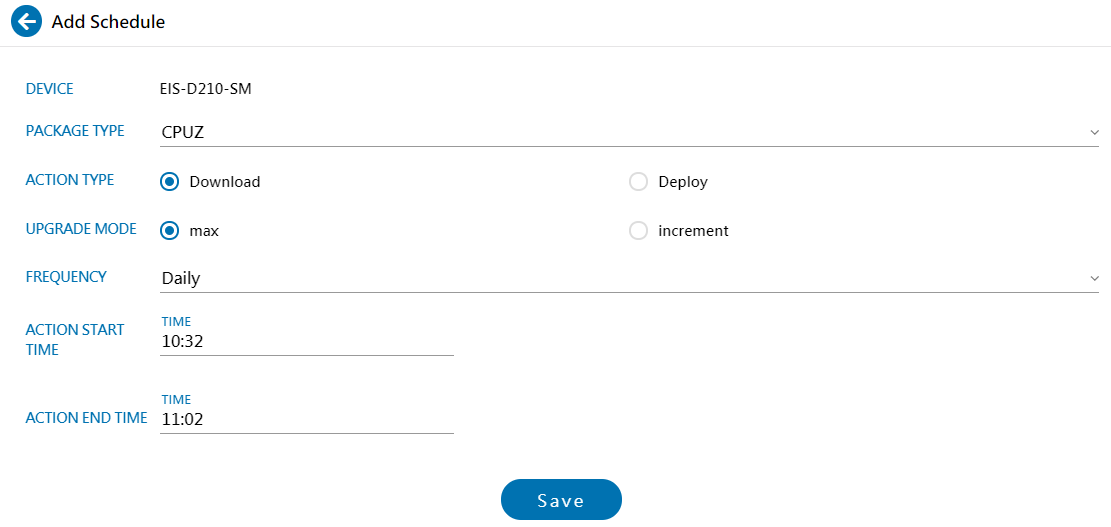 Add Schedule
DEVICE EIS-D210-SM
PACKAGE TYPE CPUZ
ACTION TYPE Download Deploy
UPGRADE MODE max increment
FREQUENCY Daily
ACTION START TIME
TIME
10:32
ACTION END TIME
TIME
11:02
Save